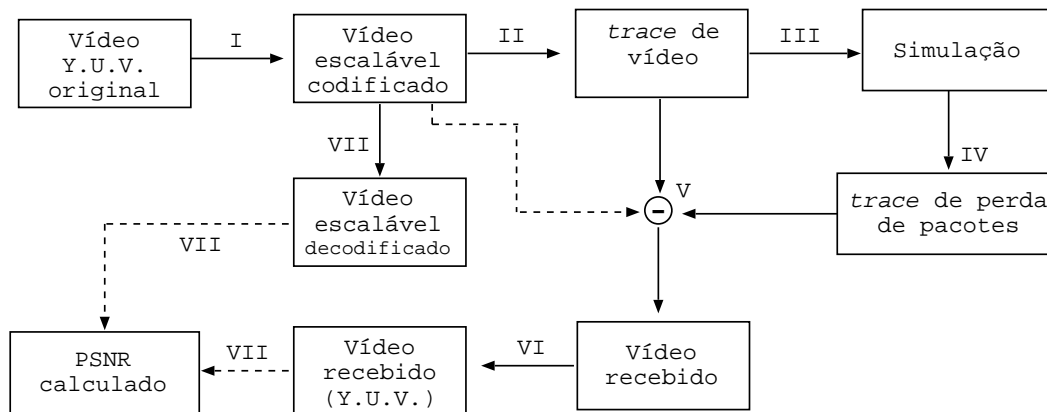 Vídeo
Y.U.V.
original
I
Vídeo
escalável
codificado
II
trace de
vídeo
III
Simulação
VII
IV
V
Vídeo
escalável
decodificado
VII
-
trace de perda
de pacotes
PSNR
calculado
VII
Vídeo
recebido
(Y.U.V.)
VI
Vídeo
recebido